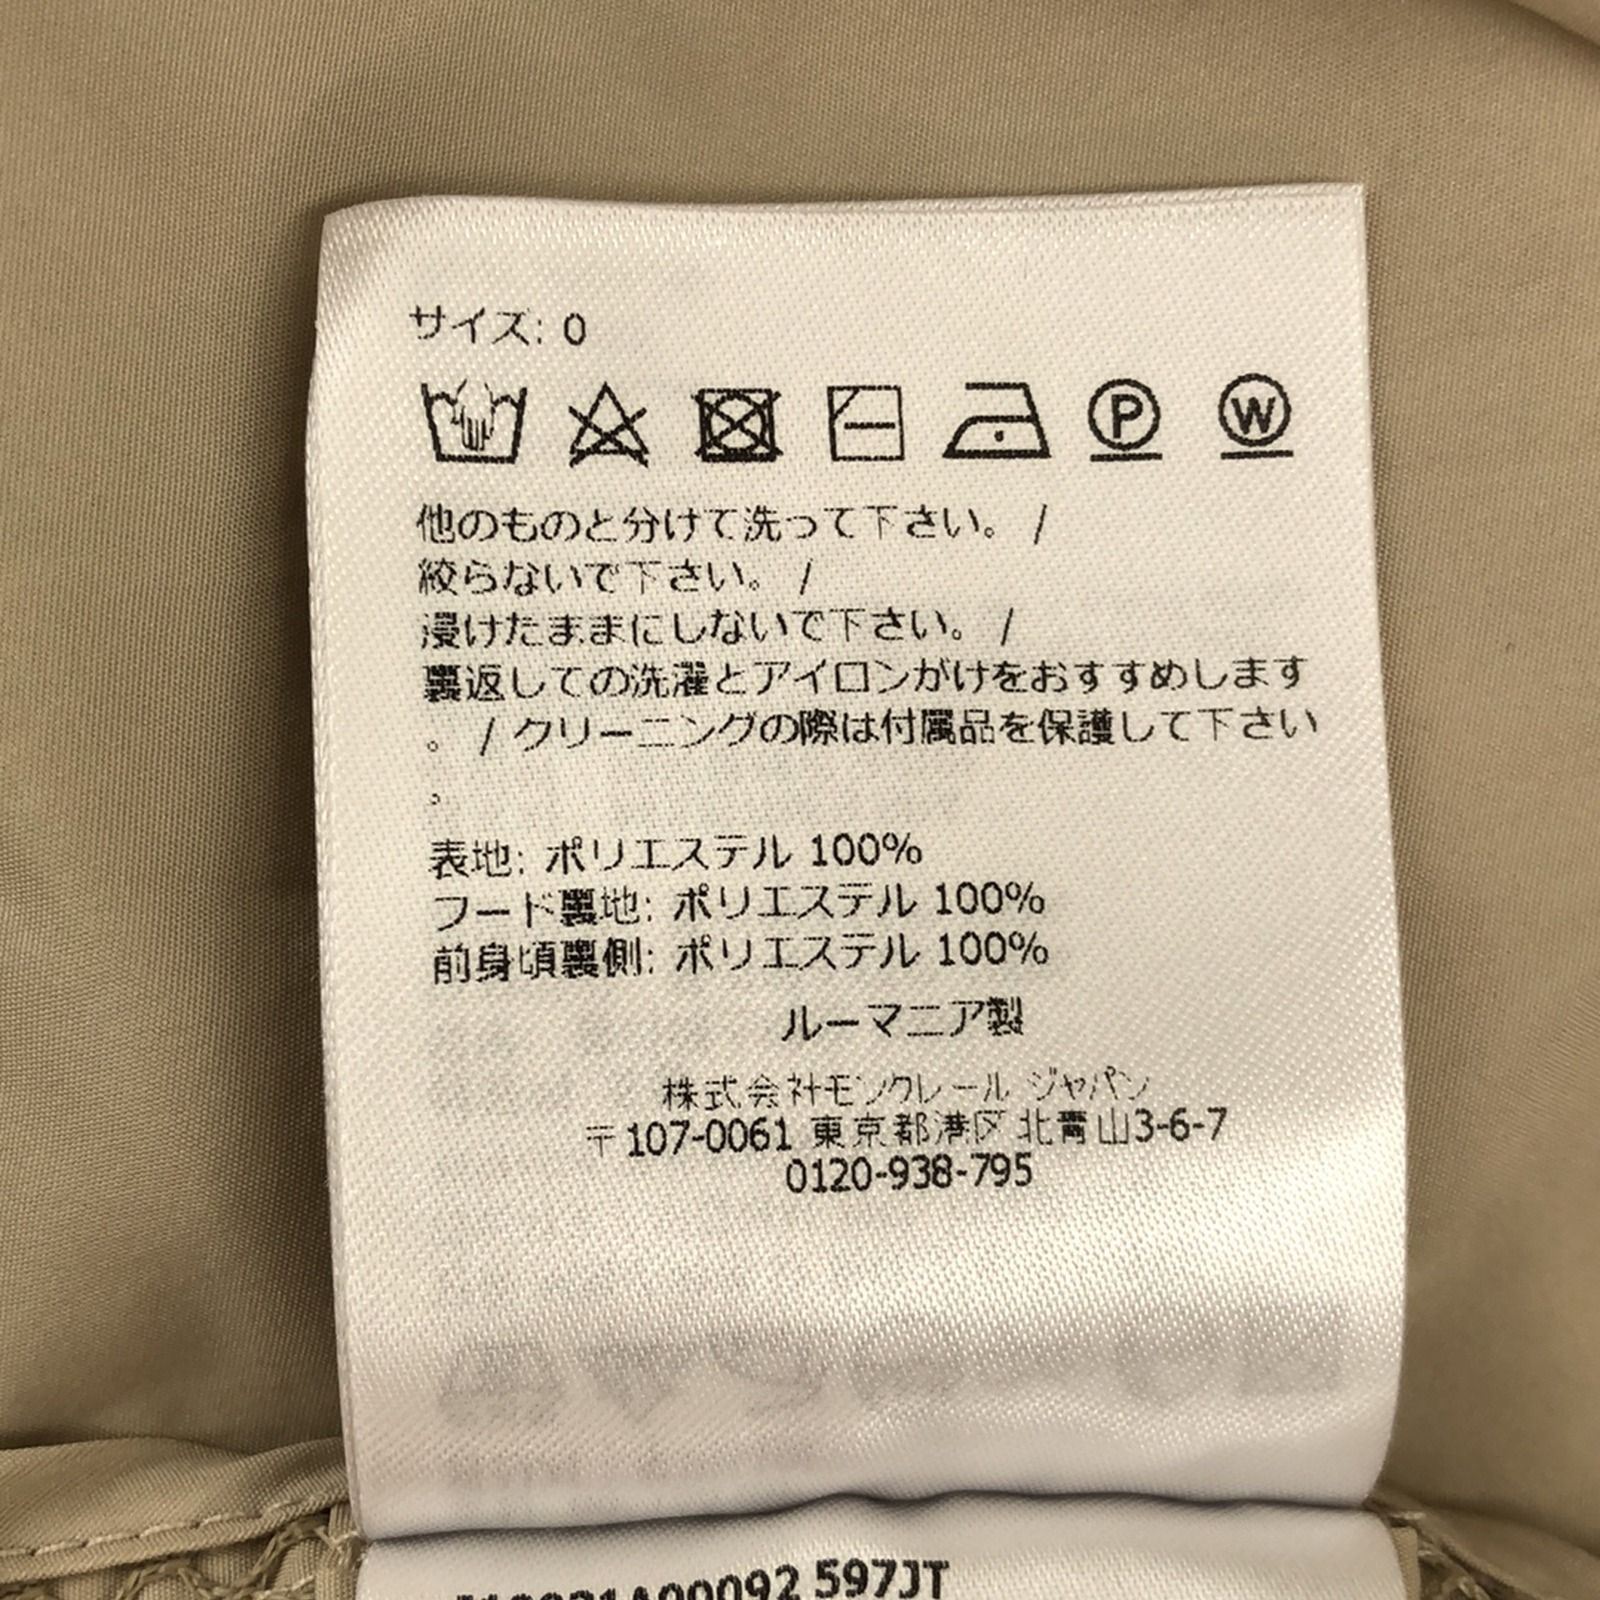 サイズ: 0
P W
他のものと分けて洗って下さい。 /
絞らないで下さい。 /
浸けたままにしないで下さい。 /
裏返しての洗濯とアイロンがけをおすすめします
。 / クリーニングの際は付属品を保護して下さい
。
表地: ポリエステル 100%
フード裏地: ポリエステル 100%
前身頃裏側: ポリエステル 100%
ルーマニア製
株式会社モンクレール ジャパン
〒107-0061 東京都港区 北青山3-6-7
0120-938-795
597JT